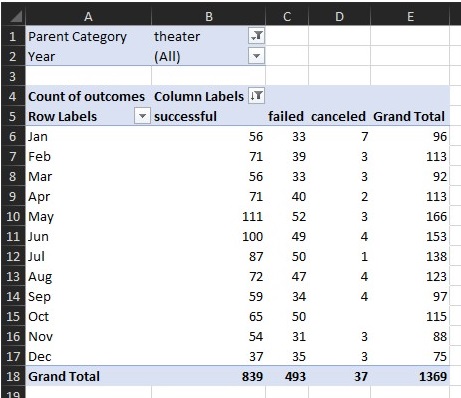 A B C D E
1 Parent Category theater
2 Year (All)
3
4 Count of outcomes Column Labels
5 Row Labels successful failed canceled Grand Total
6 Jan 56 33 7 96
7 Feb 71 39 3 113
8 Mar 56 33 3 92
9 Apr 71 40 2 113
10 May 111 52 3 166
11 Jun 100 49 4 153
12 Jul 87 50 1 138
13 Aug 72 47 4 123
14 Sep 59 34 4 97
15 Oct 65 50 115
16 Nov 54 31 3 88
17 Dec 37 35 3 75
18 Grand Total 839 493 37 1369
19